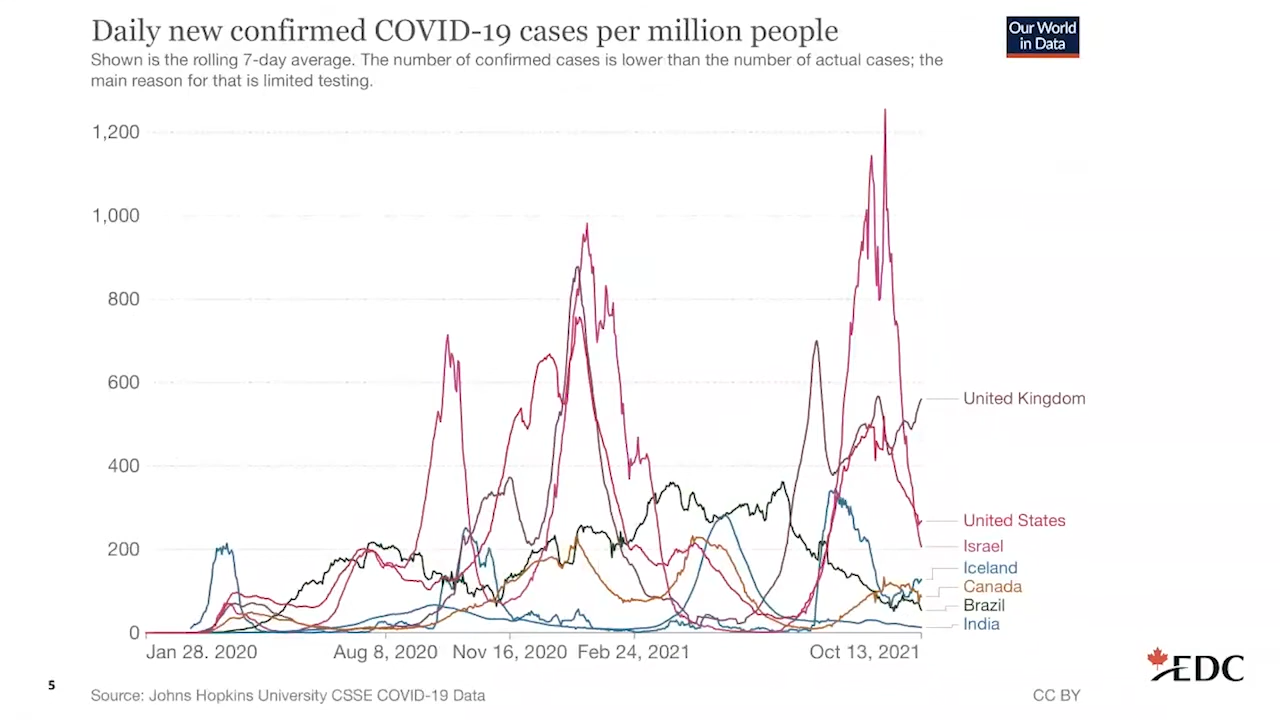 Daily new confirmed COVID-19 cases per million people
Shown is the rolling 7-day average. The number of confirmed cases is lower than the number of actual cases; the
main reason for that is limited testing.
Our World
in Data
1,200
1,000
800
600
400
200
0
United Kingdom
United States
Israel
Iceland
Canada
Brazil
India
Jan 28. 2020
Aug 8, 2020
Nov 16, 2020
Feb 24, 2021
Oct 13, 2021
5
Source: Johns Hopkins University CSSE COVID-19 Data
CC BY
EDC